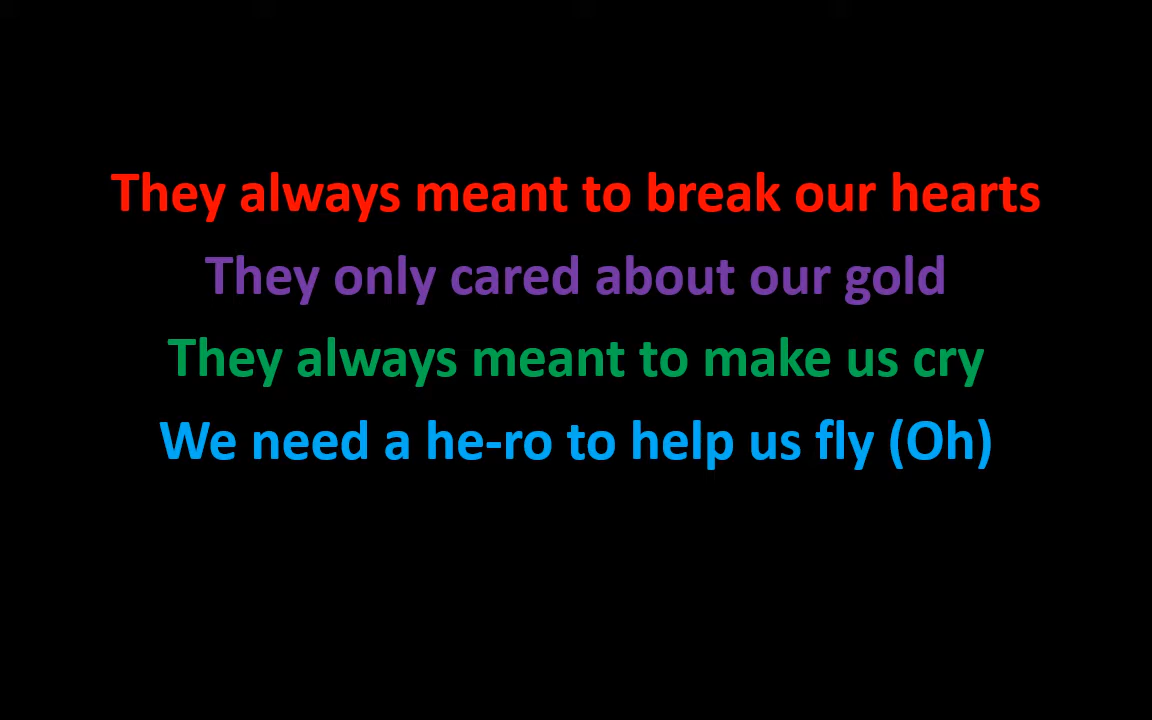 They always meant to break our hearts
They only cared about our gold
They always meant to make us cry
We need a he-ro to help us fly (Oh)